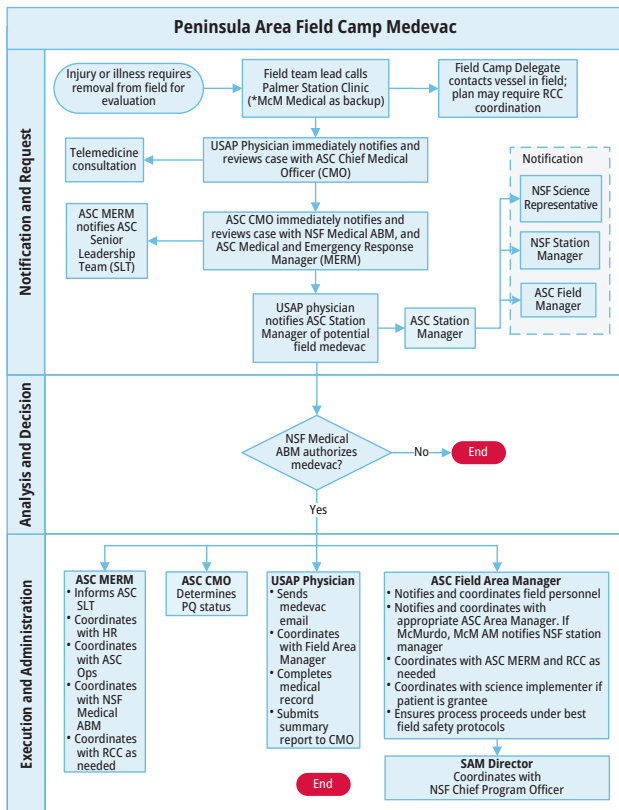 Peninsula Area Field Camp Medevac
Notification and Request
Injury or illness requires
removal from field for
evaluation
Field team lead calls
Palmer Station Clinic
(*McM Medical as backup)
Field Camp Delegate
contacts vessel in field;
plan may require RCC
coordination
Telemedicine
consultation
USAP Physician immediately notifies and
reviews case with ASC Chief Medical
Officer (CMO)
ASC MERM
notifies ASC
Senior
Leadership
Team (SLT)
ASC CMO immediately notifies and
reviews case with NSF Medical ABM, and
ASC Medical and Emergency Response
Manager (MERM)
USAP physician
notifies ASC Station
Manager of potential
field medevac
ASC Station
Manager
Notification
NSF Science
Representative
NSF Station
Manager
ASC Field
Manager
Analysis and Decision
NSF Medical
ABM authorizes
medevac?
No
End
Yes
Execution and Administration
ASC MERM
• Informs ASC
SLT
• Coordinates
with HR
• Coordinates
with ASC
Ops
• Coordinates
with NSF
Medical
ABM
• Coordinates
with RCC as
needed
ASC CMO
Determines
PQ status
USAP Physician
• Sends
medevac
email
• Coordinates
with Field Area
Manager
• Completes
medical
record
• Submits
summary
report to CMO
ASC Field Area Manager
• Notifies and coordinates field personnel
• Notifies and coordinates with
appropriate ASC Area Manager. If
McMurdo, McM AM notifies NSF station
manager
• Coordinates with ASC MERM and RCC as
needed
• Coordinates with science implementer if
patient is grantee
• Ensures process proceeds under best
field safety protocols
SAM Director
Coordinates with
NSF Chief Program Officer
End